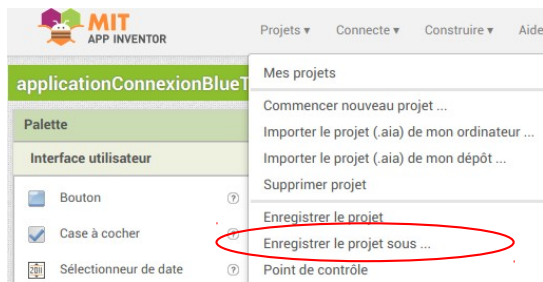 MIT
APP INVENTOR
Projets ▾ Connecte ▾ Construire ▾ Aide
applicationConnexionBlueT
Palette
Interface utilisateur
Bouton ?
Case à cocher ?
Sélectionneur de date ?
Mes projets
Commencer nouveau projet ...
Importer le projet (.aia) de mon ordinateur ...
Importer le projet (.aia) de mon dépôt ...
Supprimer projet
Enregistrer le projet
Enregistrer le projet sous ...
Point de contrôle